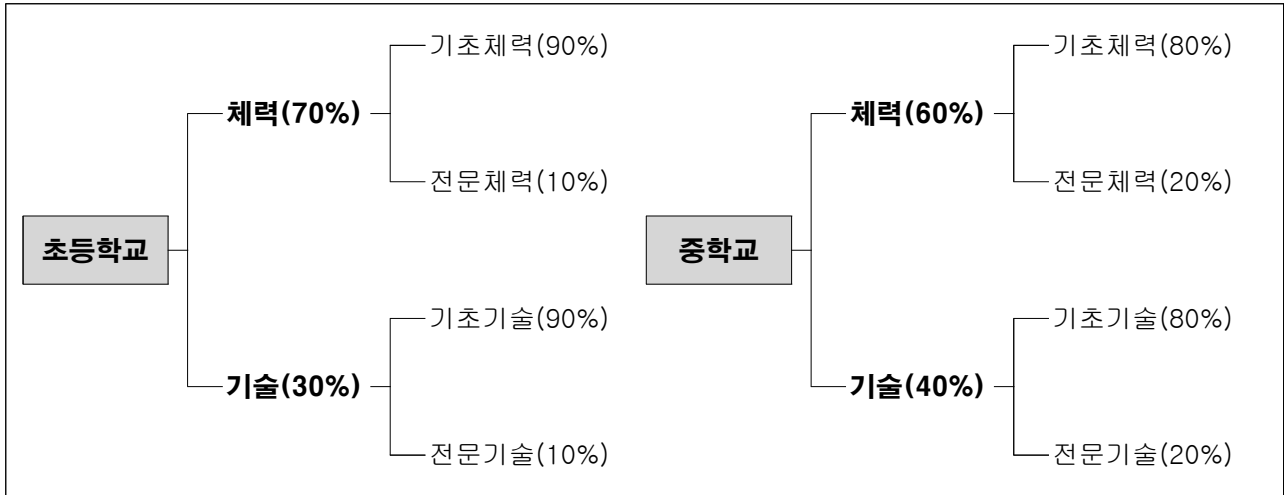 초등학교
체력(70%)
기초체력(90%)
전문체력(10%)
기술(30%)
기초기술(90%)
전문기술(10%)
중학교
체력(60%)
기초체력(80%)
전문체력(20%)
기술(40%)
기초기술(80%)
전문기술(20%)